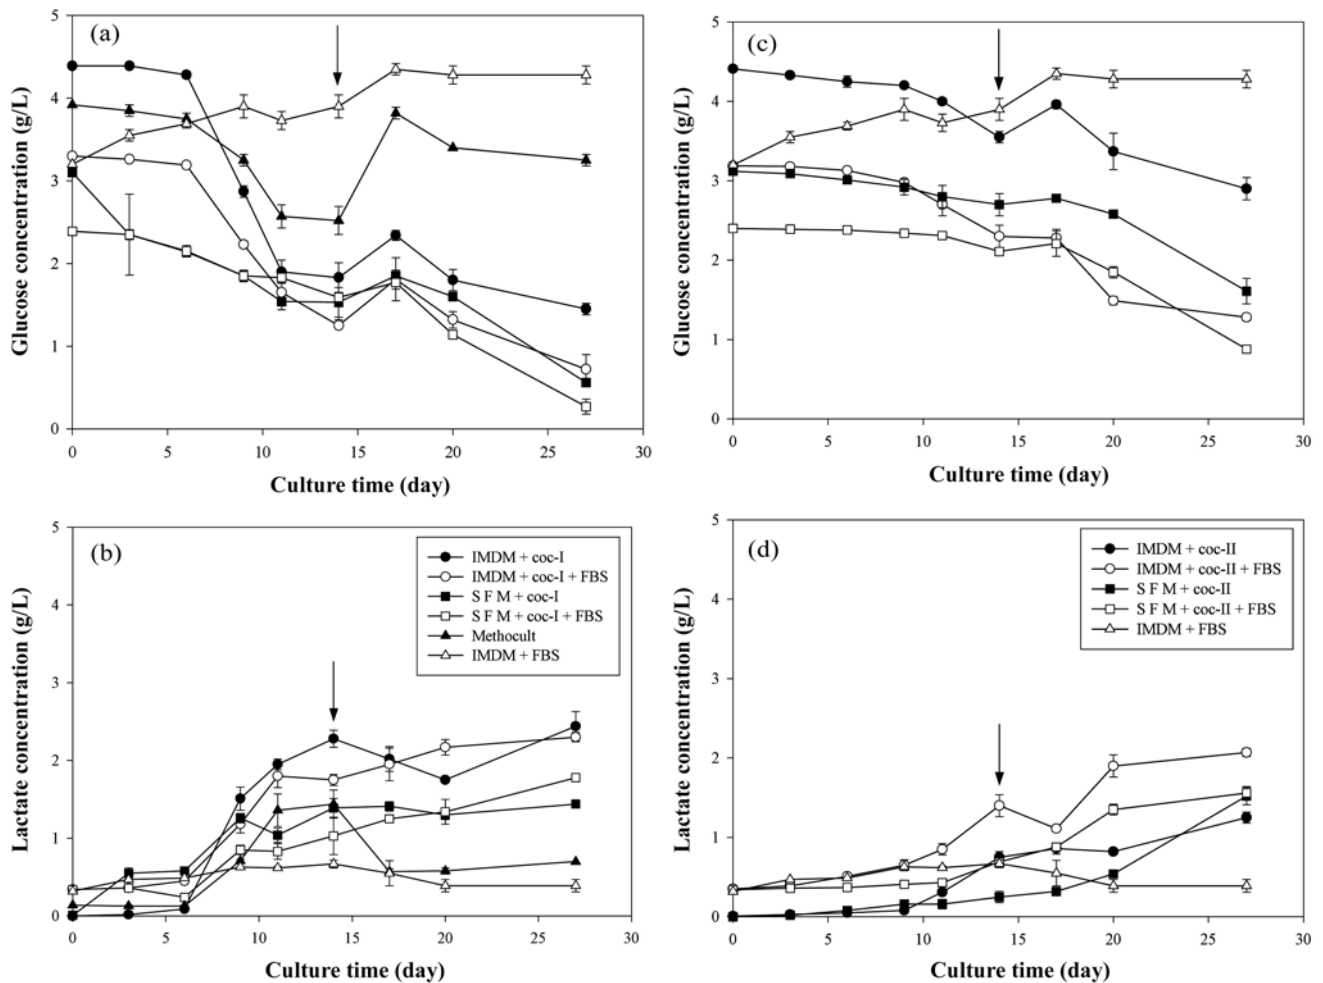 (a)
Glucose concentration (g/L)
5
4
3
2
1
0
0 5 10 15 20 25 30
Culture time (day)
(c)
Glucose concentration (g/L)
5
4
3
2
1
0
0 5 10 15 20 25 30
Culture time (day)
(b)
Lactate concentration (g/L)
5
4
3
2
1
0
IMDM + coc-I
IMDM + coc-I + FBS
S F M + coc-I
S F M + coc-I + FBS
Methocult
IMDM + FBS
0 5 10 15 20 25 30
Culture time (day)
(d)
Lactate concentration (g/L)
5
4
3
2
1
0
IMDM + coc-II
IMDM + coc-II + FBS
S F M + coc-II
S F M + coc-II + FBS
IMDM + FBS
0 5 10 15 20 25 30
Culture time (day)